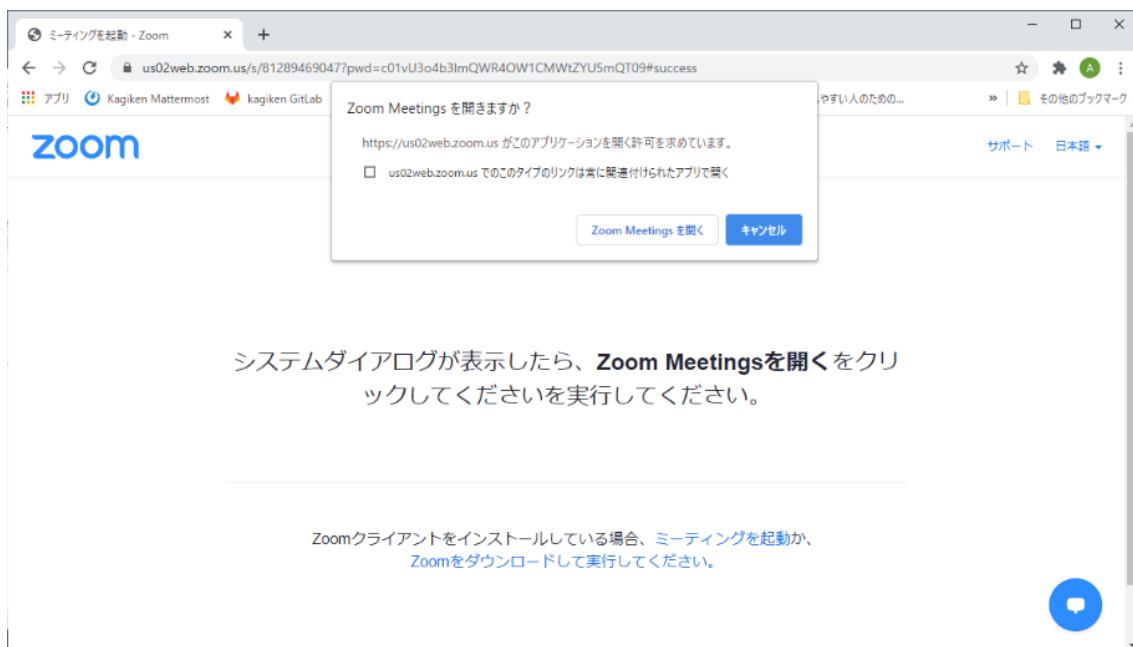 ミーティングを起動 - Zoom
us02web.zoom.us/s/81289469047?pwd=c01vU3o4b3lmQWR4OW1CMWtZYU5mQT09#success
A
アプリ Kagiken Mattermost kagiken GitLab .やすい人のための... » その他のブックマーク
Zoom Meetings を開きますか？
https://us02web.zoom.us がこのアプリケーションを開く許可を求めています。
us02web.zoom.us でのこのタイプのリンクは常に関連付けられたアプリで開く
Zoom Meetings を開く キャンセル
zoom サポート 日本語
システムダイアログが表示したら、Zoom Meetingsを開くをクリ
ックしてくださいを実行してください。
Zoomクライアントをインストールしている場合、ミーティングを起動か、
Zoomをダウンロードして実行してください。